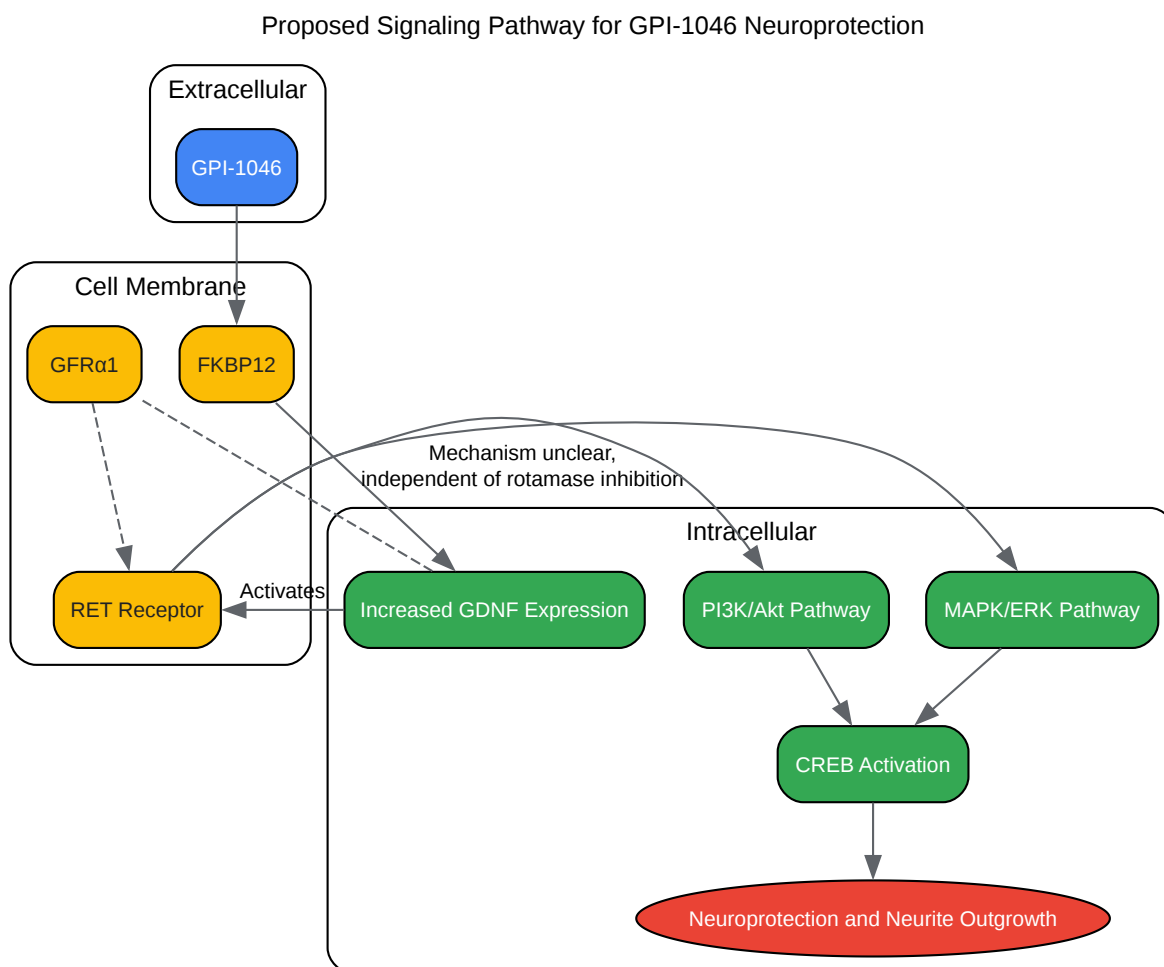 Proposed Signaling Pathway for GPI-1046 Neuroprotection
Extracellular
GPI-1046
Cell Membrane
GFRα1
FKBP12
Mechanism unclear,
independent of rotamase inhibition
Intracellular
RET Receptor
Activates
Increased GDNF Expression
PI3K/Akt Pathway
MAPK/ERK Pathway
CREB Activation
Neuroprotection and Neurite Outgrowth